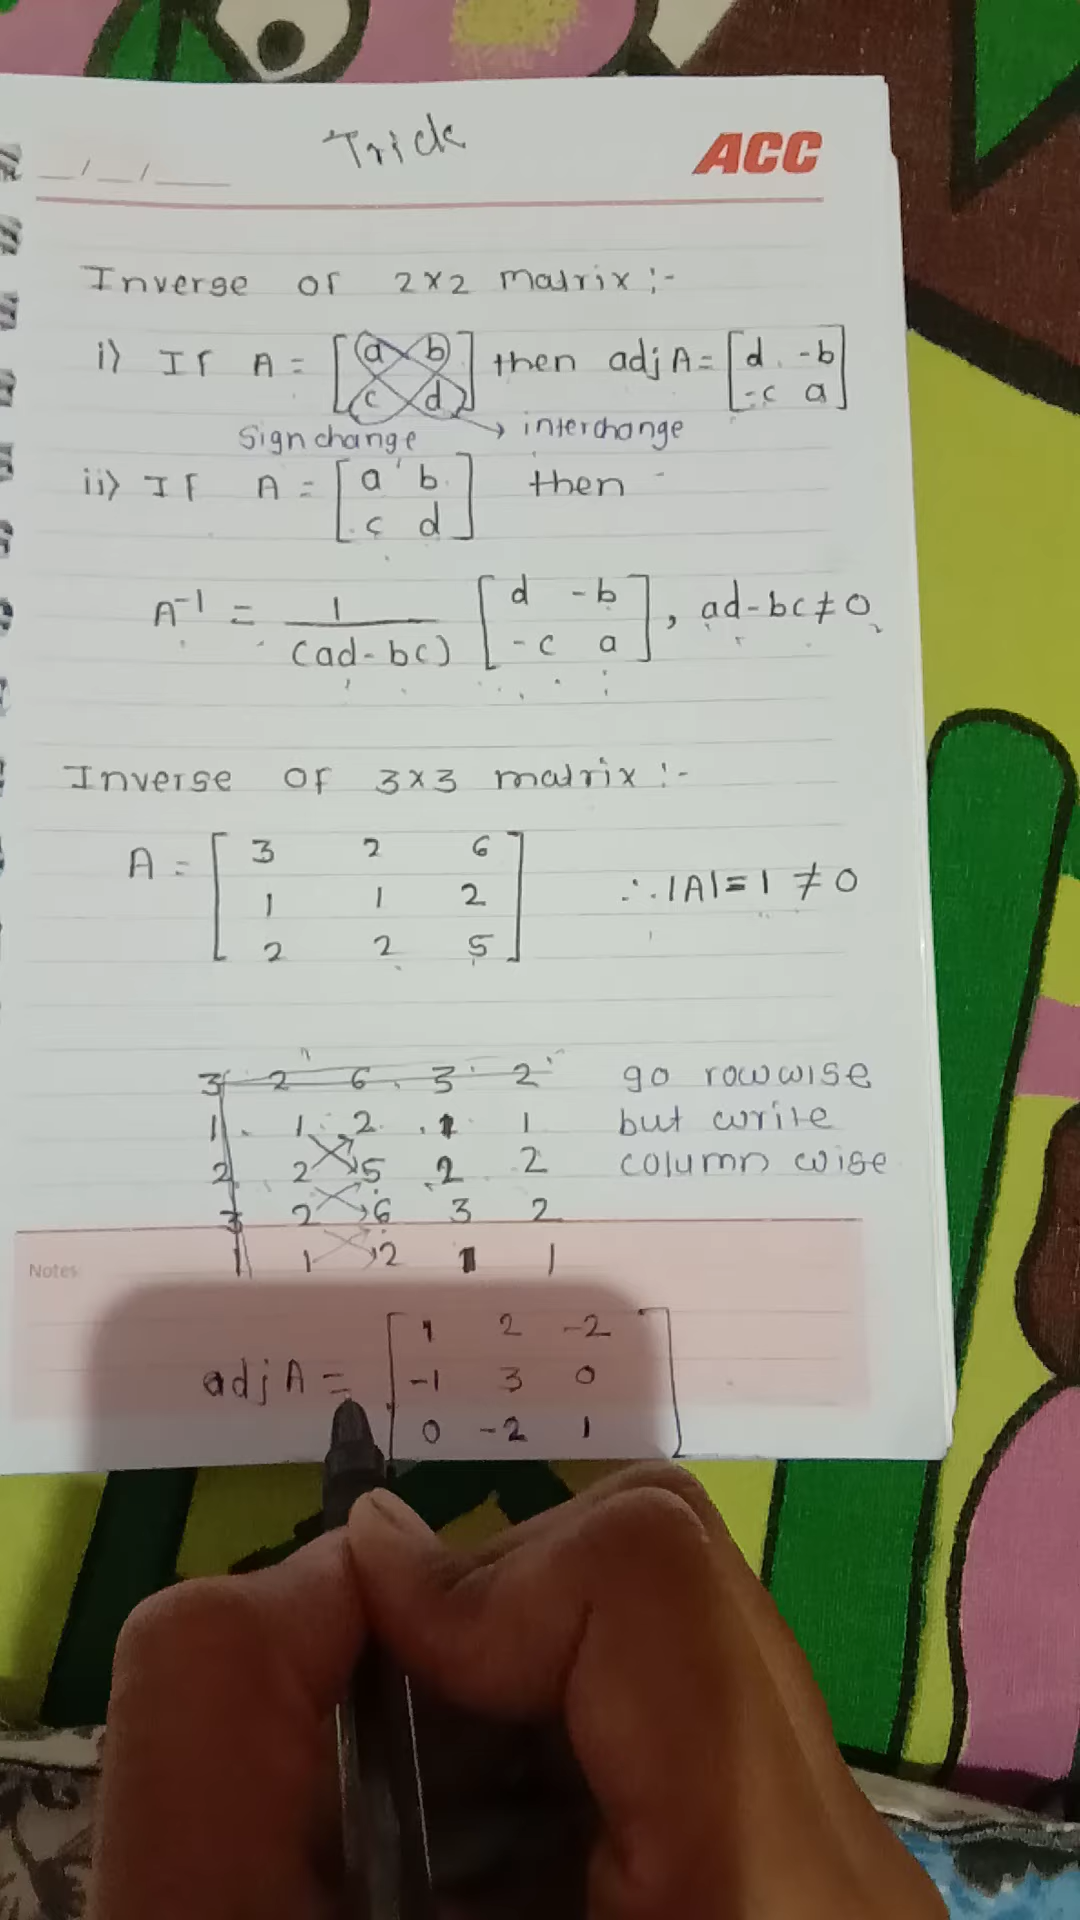 Trick
ACC
__/__/____
Inverse of 2×2 matrix :-
i) If A = [a b] then adj A = [d -b]
[c d] [-c a]
Sign change → interchange
ii) If A = [a b] then
[c d]
A⁻¹ = 1/(ad-bc) [d -b], ad-bc≠0
[-c a]
Inverse of 3×3 matrix :-
A = [3 2 6]
[1 1 2] ∴ |A| = 1 ≠ 0
[2 2 5]
3 2 6 3 2 go rowwise
1 1 2 1 1 but write
2 2 5 2 2 column wise
3 2 6 3 2
Notes
1 1 2 1 1
adj A = [1 2 -2]
[-1 3 0]
[0 -2 1]